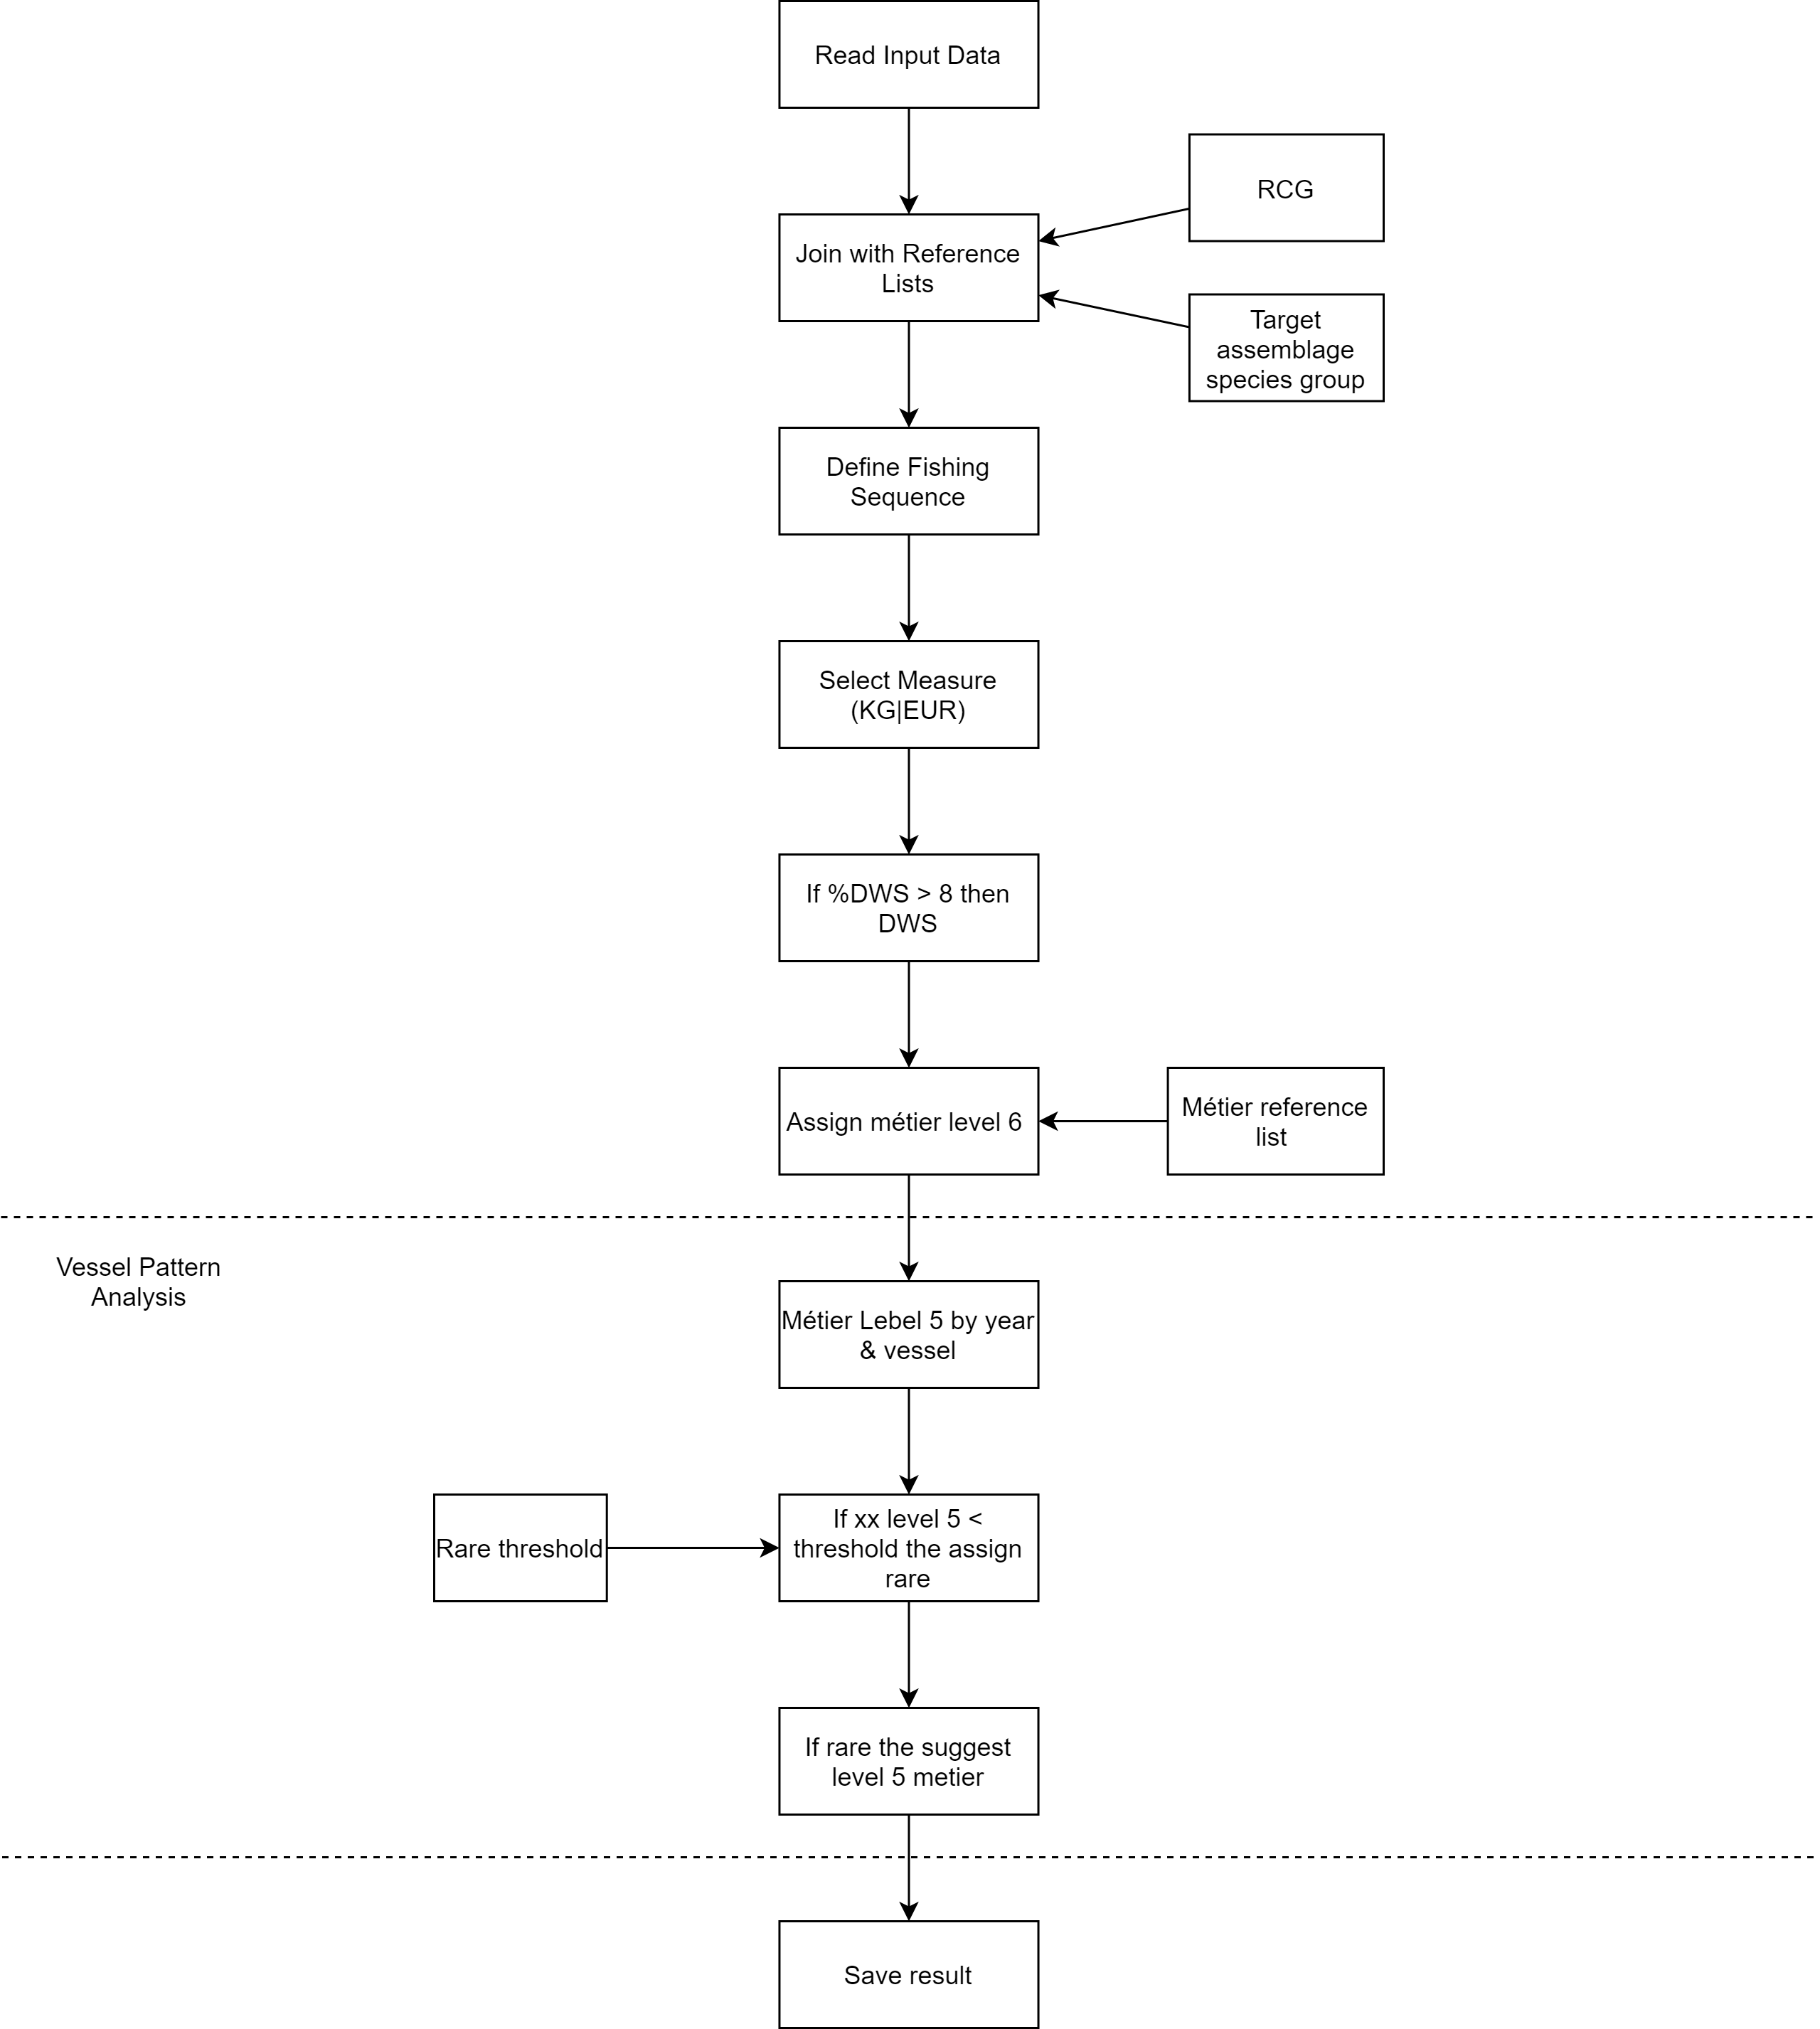 Read Input Data
RCG
Join with Reference
Lists
Target
assemblage
species group
Define Fishing
Sequence
Select Measure
(KG|EUR)
If %DWS > 8 then
DWS
Assign métier level 6
Métier reference
list
Vessel Pattern
Analysis
Métier Lebel 5 by year
& vessel
If xx level 5 <
threshold the assign
rare
Rare threshold
If rare the suggest
level 5 metier
Save result